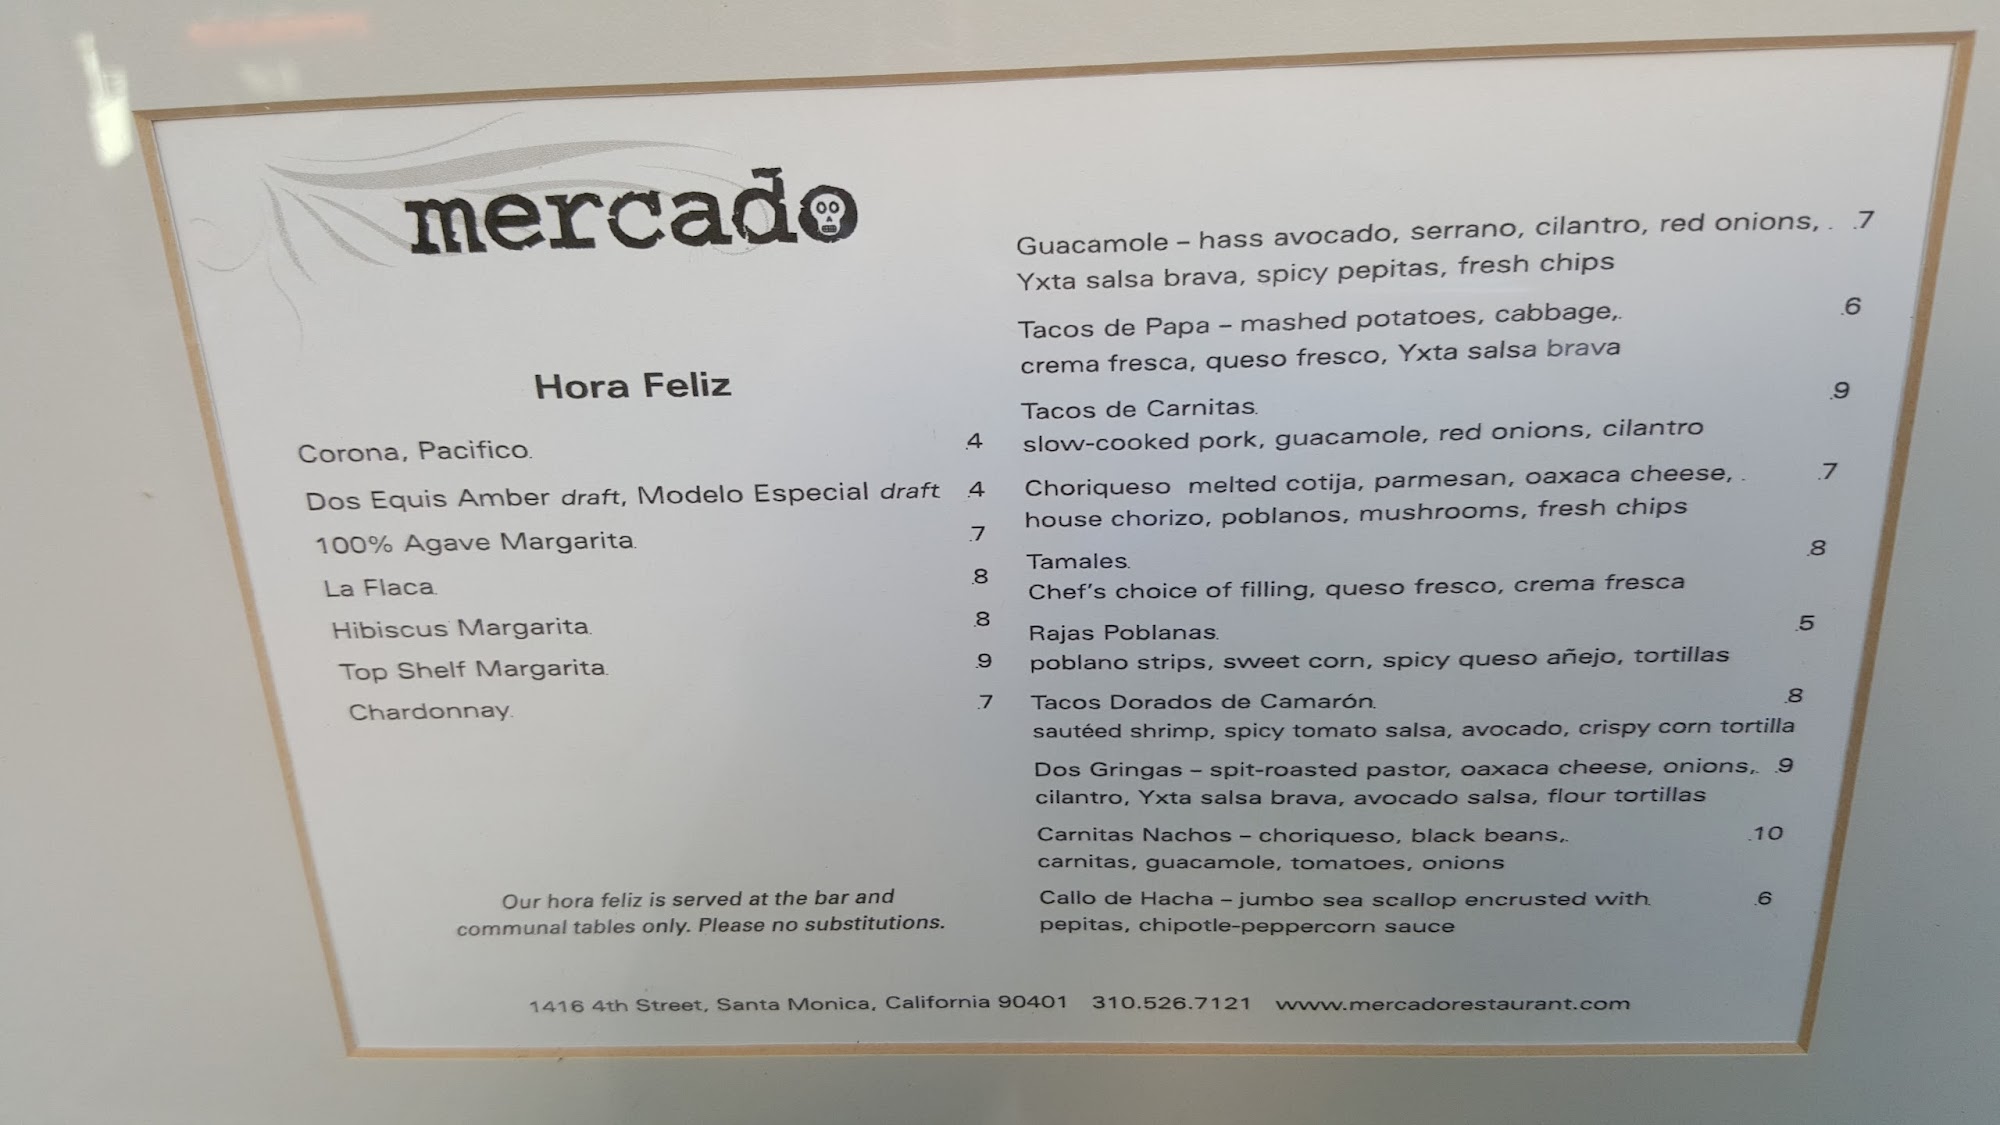 mercado
Hora Feliz
Corona, Pacifico. .4
Dos Equis Amber draft, Modelo Especial draft .4
100% Agave Margarita. .7
La Flaca. .8
Hibiscus Margarita. .8
Top Shelf Margarita. .9
Chardonnay. .7
Our hora feliz is served at the bar and
communal tables only. Please no substitutions.
Guacamole – hass avocado, serrano, cilantro, red onions, . .7
Yxta salsa brava, spicy pepitas, fresh chips
Tacos de Papa – mashed potatoes, cabbage,. .6
crema fresca, queso fresco, Yxta salsa brava
Tacos de Carnitas. .9
slow-cooked pork, guacamole, red onions, cilantro
Choriqueso melted cotija, parmesan, oaxaca cheese, . .7
house chorizo, poblanos, mushrooms, fresh chips
Tamales. .8
Chef's choice of filling, queso fresco, crema fresca
Rajas Poblanas. .5
poblano strips, sweet corn, spicy queso añejo, tortillas
Tacos Dorados de Camarón. .8
sautéed shrimp, spicy tomato salsa, avocado, crispy corn tortilla
Dos Gringas – spit-roasted pastor, oaxaca cheese, onions,. .9
cilantro, Yxta salsa brava, avocado salsa, flour tortillas
Carnitas Nachos – choriqueso, black beans,. .10
carnitas, guacamole, tomatoes, onions
Callo de Hacha – jumbo sea scallop encrusted with. .6
pepitas, chipotle-peppercorn sauce
1416 4th Street, Santa Monica, California 90401 310.526.7121 www.mercadorestaurant.com